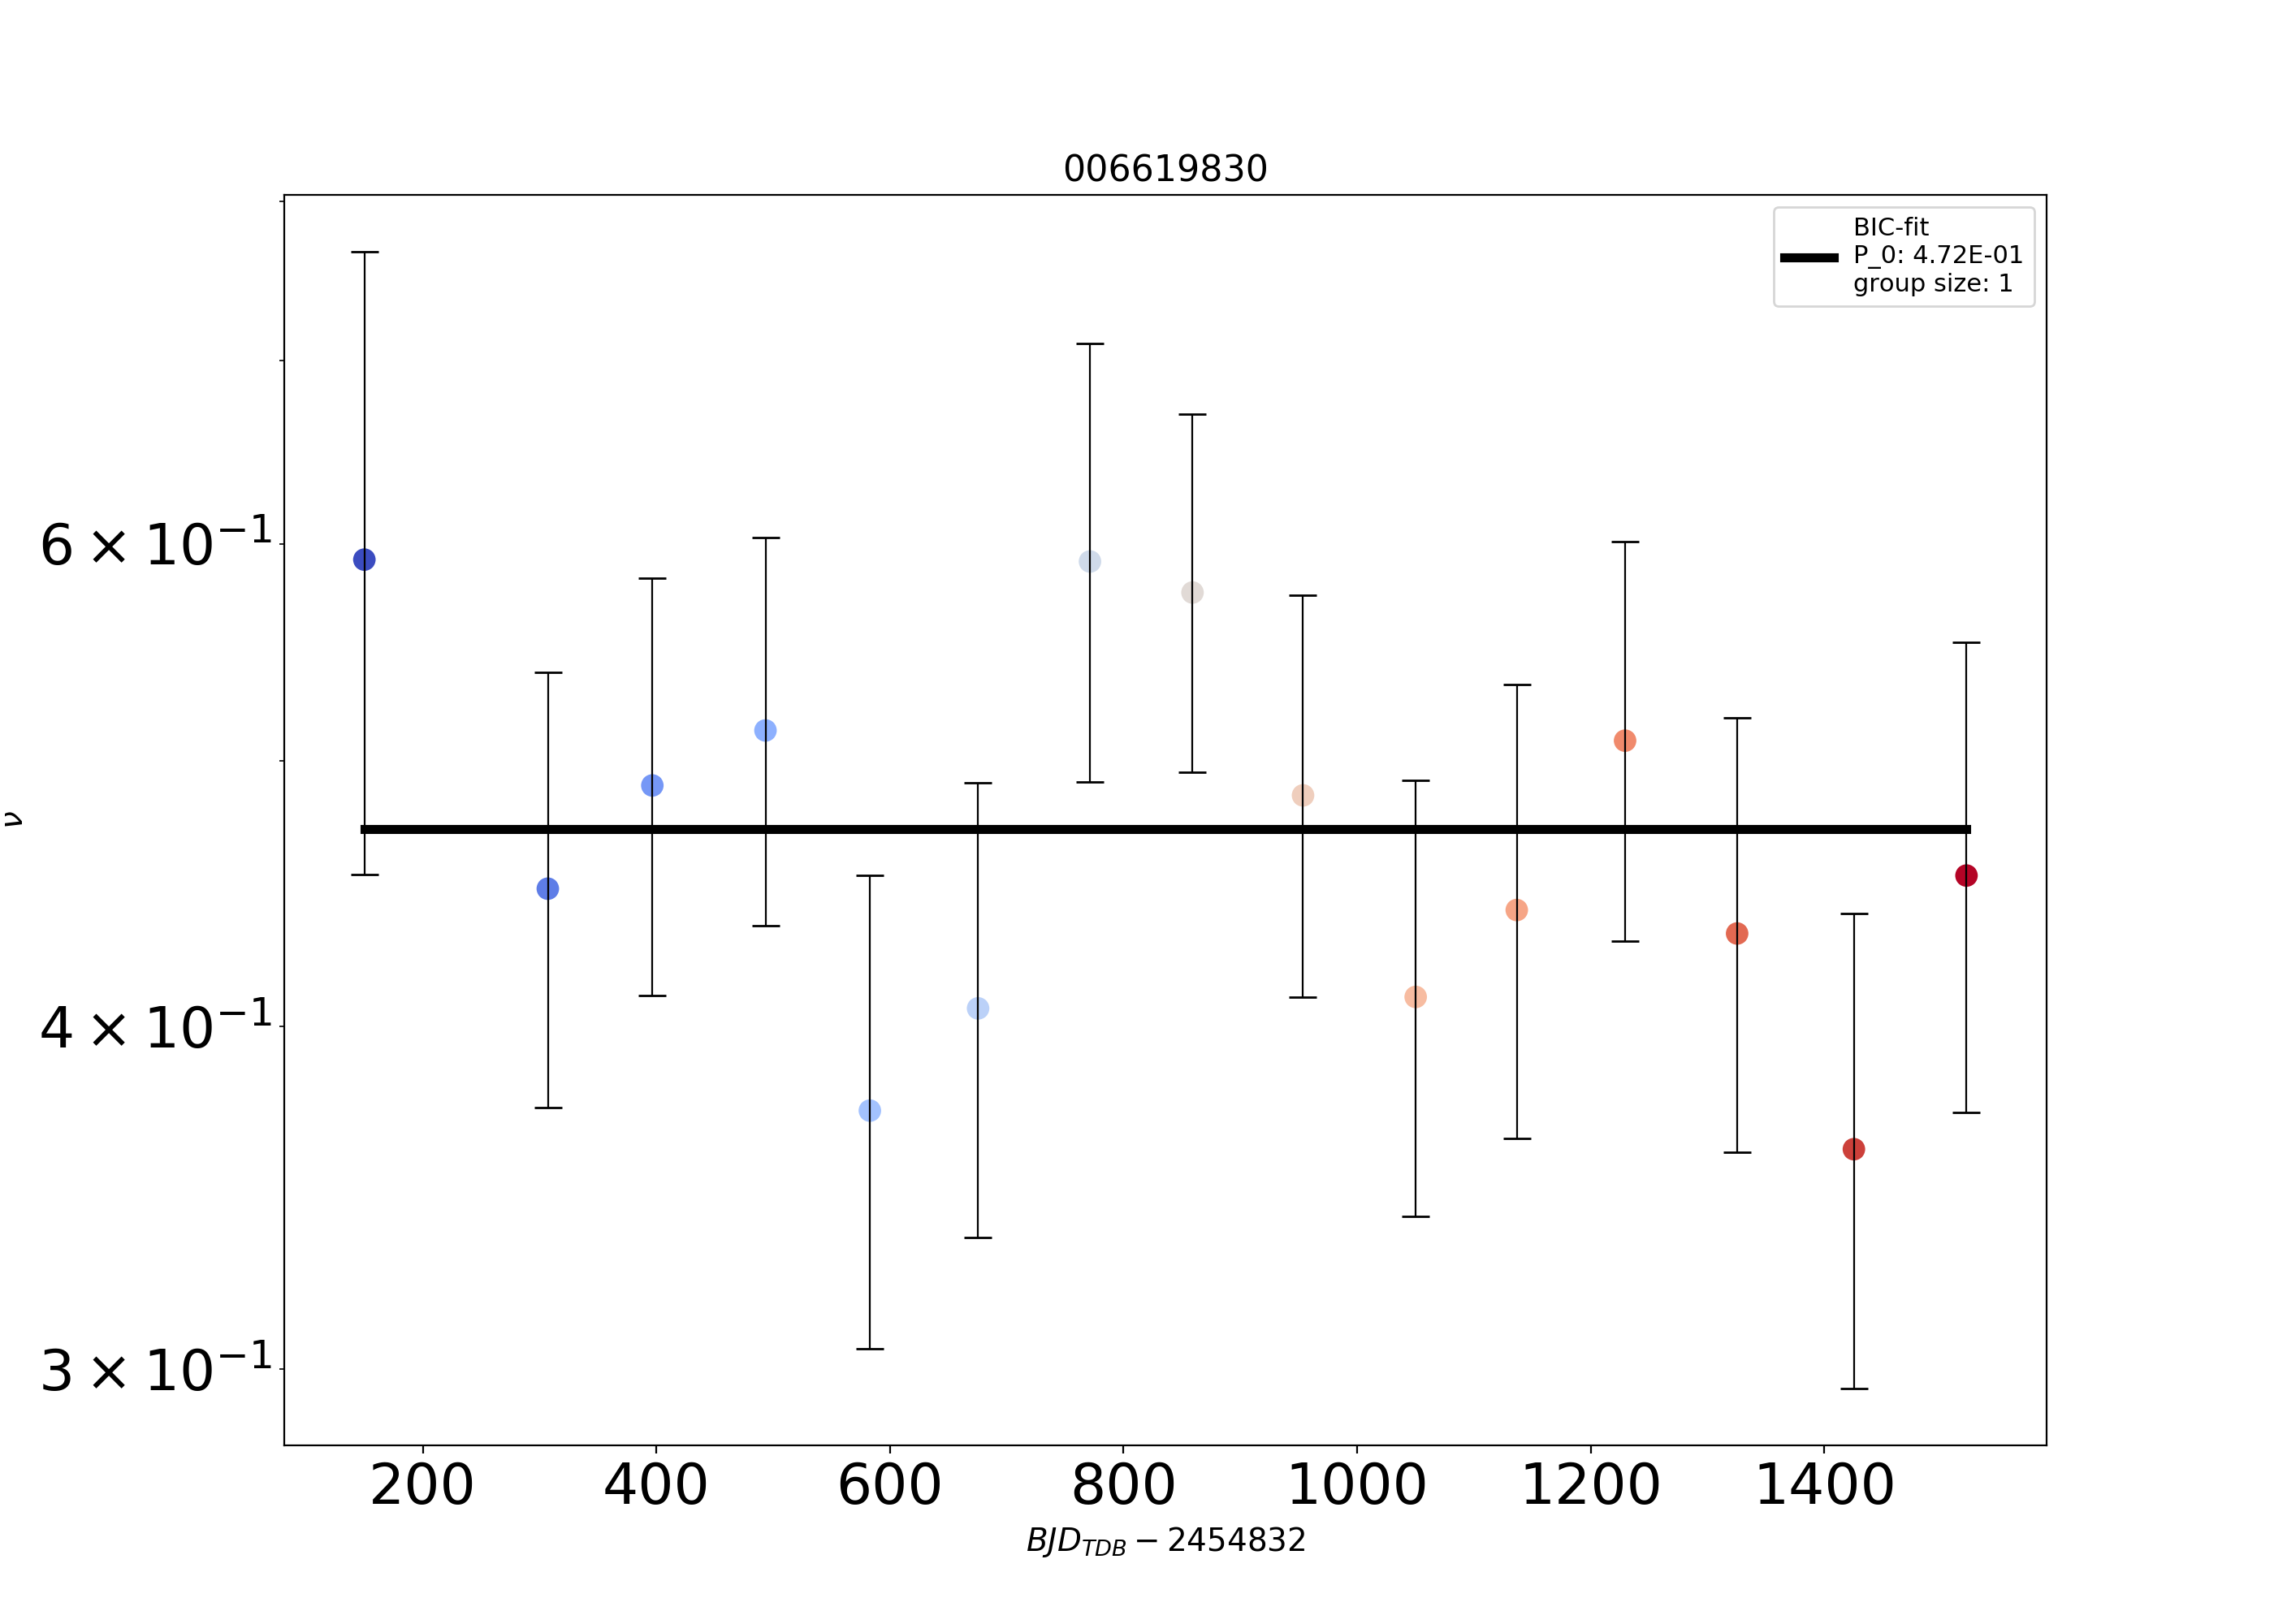 006619830
BIC-fit
P_0: 4.72E-01
group size: 1
6 × 10⁻¹
4 × 10⁻¹
3 × 10⁻¹
ν
200 400 600 800 1000 1200 1400
BJD_TDB − 2454832